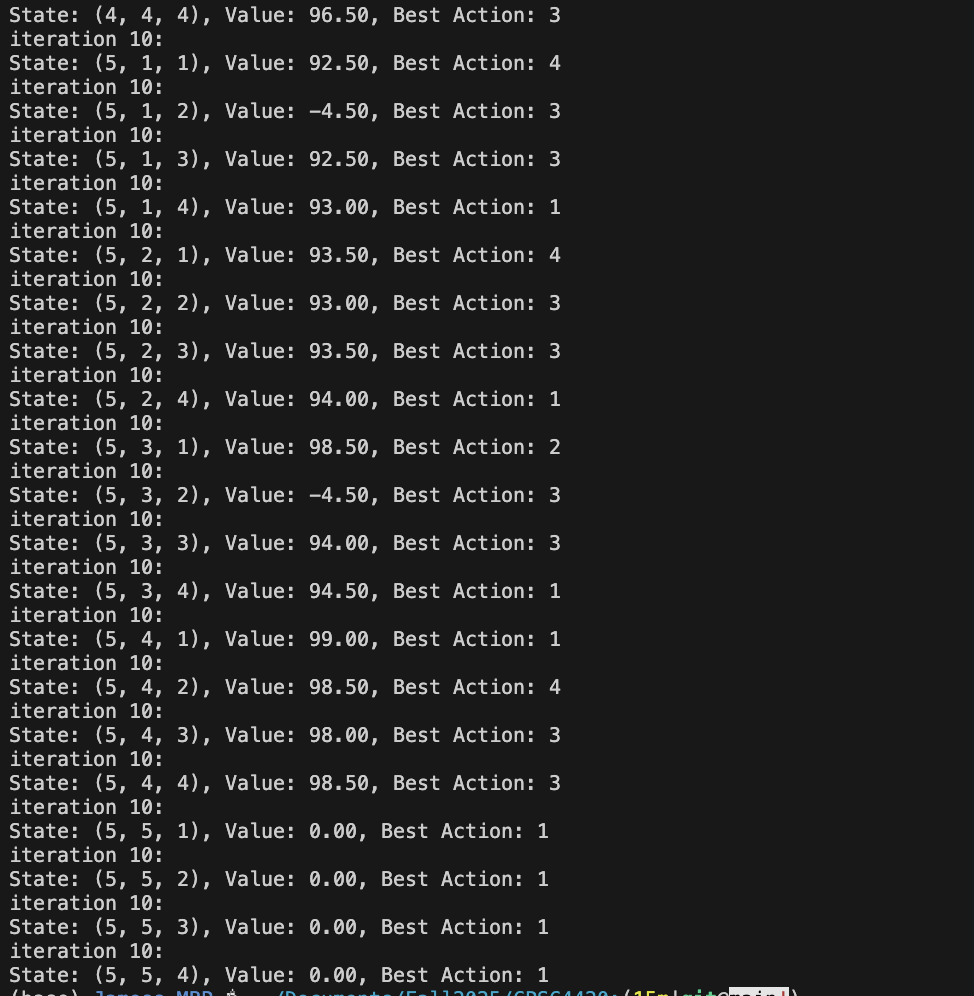 State: (4, 4, 4), Value: 96.50, Best Action: 3
iteration 10:
State: (5, 1, 1), Value: 92.50, Best Action: 4
iteration 10:
State: (5, 1, 2), Value: -4.50, Best Action: 3
iteration 10:
State: (5, 1, 3), Value: 92.50, Best Action: 3
iteration 10:
State: (5, 1, 4), Value: 93.00, Best Action: 1
iteration 10:
State: (5, 2, 1), Value: 93.50, Best Action: 4
iteration 10:
State: (5, 2, 2), Value: 93.00, Best Action: 3
iteration 10:
State: (5, 2, 3), Value: 93.50, Best Action: 3
iteration 10:
State: (5, 2, 4), Value: 94.00, Best Action: 1
iteration 10:
State: (5, 3, 1), Value: 98.50, Best Action: 2
iteration 10:
State: (5, 3, 2), Value: -4.50, Best Action: 3
iteration 10:
State: (5, 3, 3), Value: 94.00, Best Action: 3
iteration 10:
State: (5, 3, 4), Value: 94.50, Best Action: 1
iteration 10:
State: (5, 4, 1), Value: 99.00, Best Action: 1
iteration 10:
State: (5, 4, 2), Value: 98.50, Best Action: 4
iteration 10:
State: (5, 4, 3), Value: 98.00, Best Action: 3
iteration 10:
State: (5, 4, 4), Value: 98.50, Best Action: 3
iteration 10:
State: (5, 5, 1), Value: 0.00, Best Action: 1
iteration 10:
State: (5, 5, 2), Value: 0.00, Best Action: 1
iteration 10:
State: (5, 5, 3), Value: 0.00, Best Action: 1
iteration 10:
State: (5, 5, 4), Value: 0.00, Best Action: 1
(base)